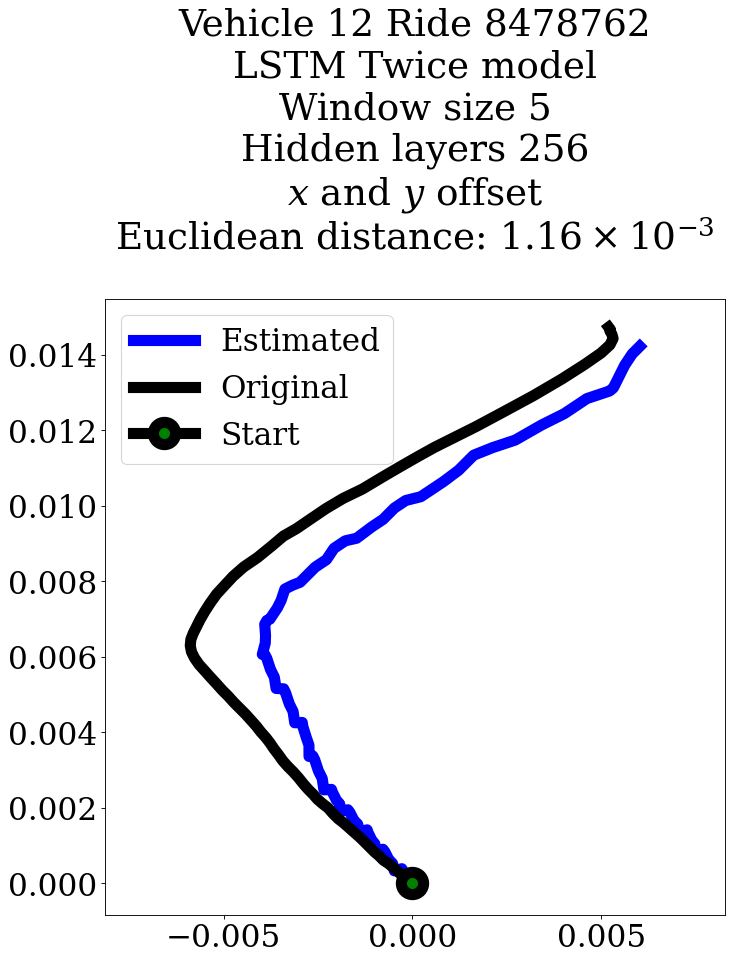 Vehicle 12 Ride 8478762
LSTM Twice model
Window size 5
Hidden layers 256
x and y offset
Euclidean distance: 1.16 × 10⁻³
Estimated
Original
Start
0.014
0.012
0.010
0.008
0.006
0.004
0.002
0.000
−0.005 0.000 0.005